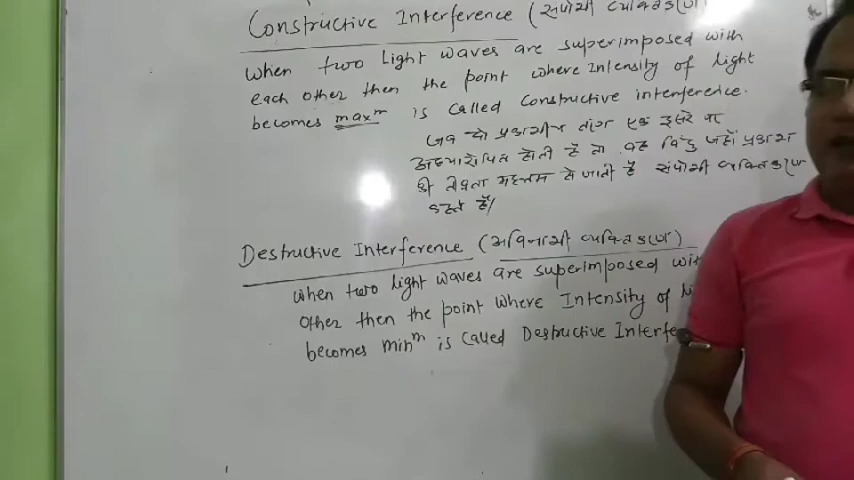 Constructive Interference (संपोषी व्यतिकरण)
When two Light waves are superimposed with
each other then the point where Intensity of light
becomes maxᵐ is called constructive interference.
जब दो प्रकाशीय तरंग एक दूसरे पर
अध्यारोपित होती हैं तो वह बिंदु जहाँ प्रकाश
की तीव्रता महत्तम हो जाती है संपोषी व्यतिकरण
कहते हैं।
Destructive Interference (व्यतिकरण)
When two light waves are superimposed with
other then the point where Intensity of
becomes minᵐ is called Destructive Interfe